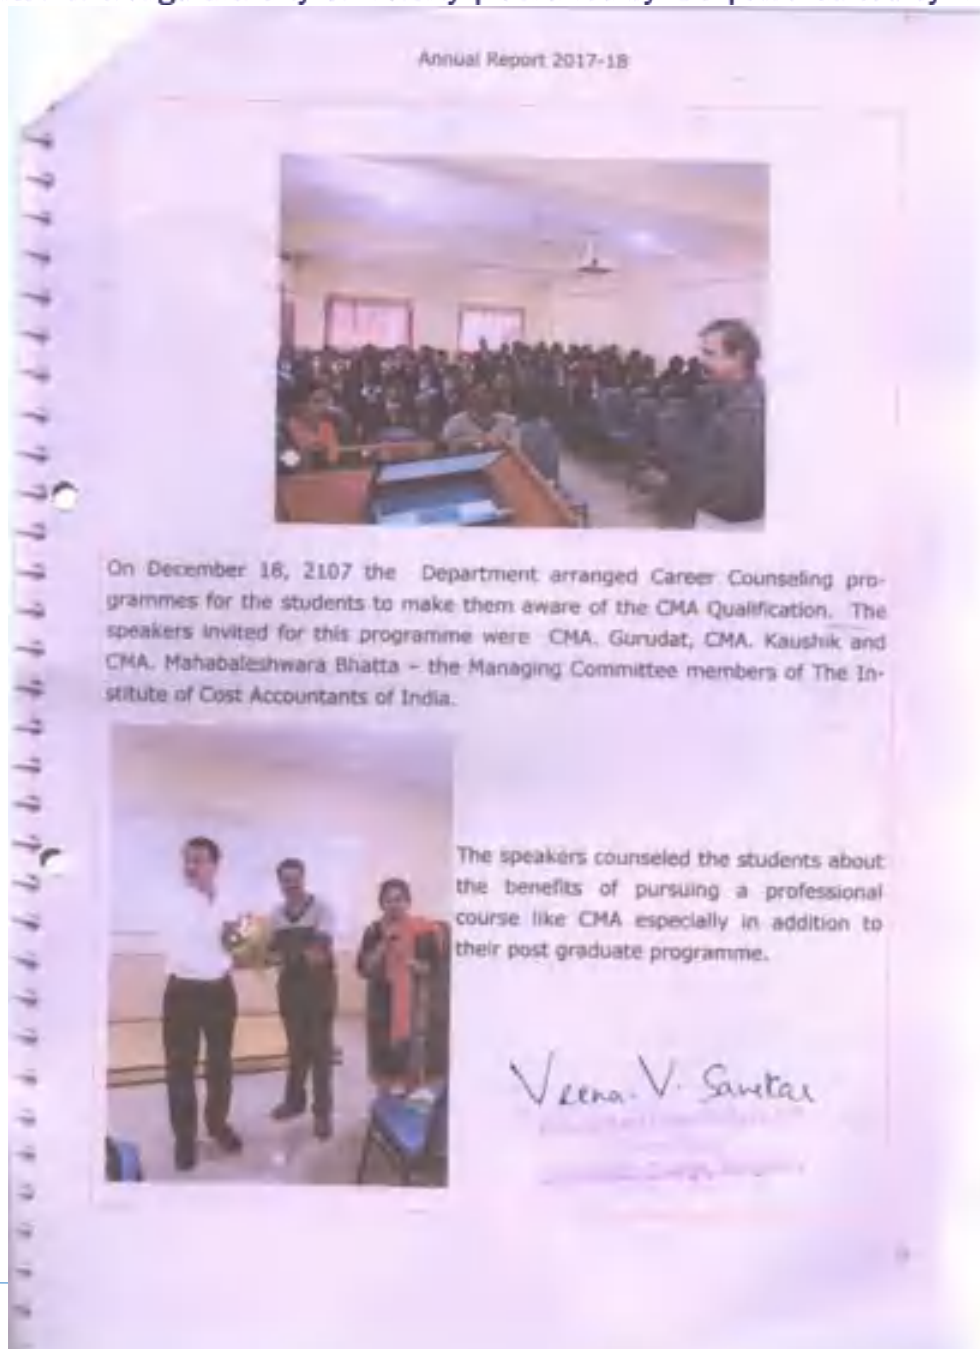 Annual Report 2017-18
On December 18, 2107 the Department arranged Career Counseling pro-
grammes for the students to make them aware of the CMA Qualification. The
speakers invited for this programme were CMA. Gurudat, CMA. Kaushik and
CMA. Mahabaleshwara Bhatta – the Managing Committee members of The In-
stitute of Cost Accountants of India.
The speakers counseled the students about
the benefits of pursuing a professional
course like CMA especially in addition to
their post graduate programme.
Veena. V.